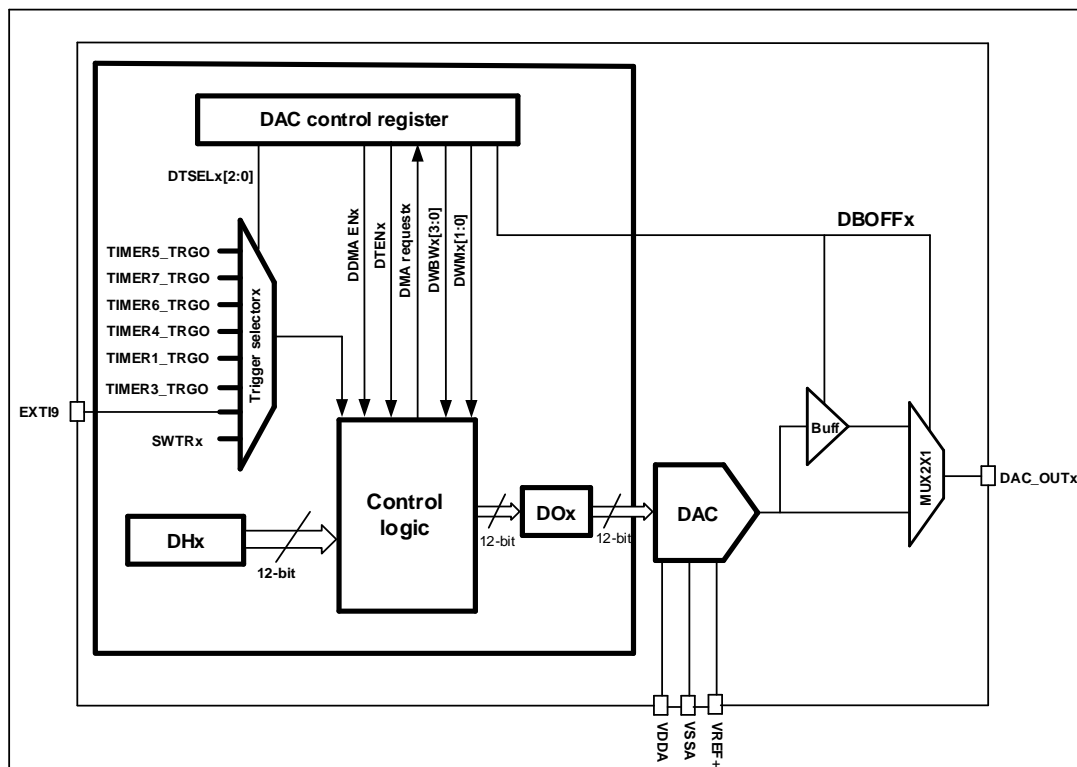 DAC control register
DTSELx[2:0]
DDMA ENx
DTENx
DMA requestx
DWBWx[3:0]
DWMx[1:0]
DBOFFx
TIMER5_TRGO
TIMER7_TRGO
TIMER6_TRGO
TIMER4_TRGO
TIMER1_TRGO
TIMER3_TRGO
EXTI9
SWTRx
Trigger selectorx
Buff
MUX2X1
DAC_OUTx
Control
logic
DHx
12-bit
12-bit
DOx
12-bit
DAC
VDDA
VSSA
VREF+